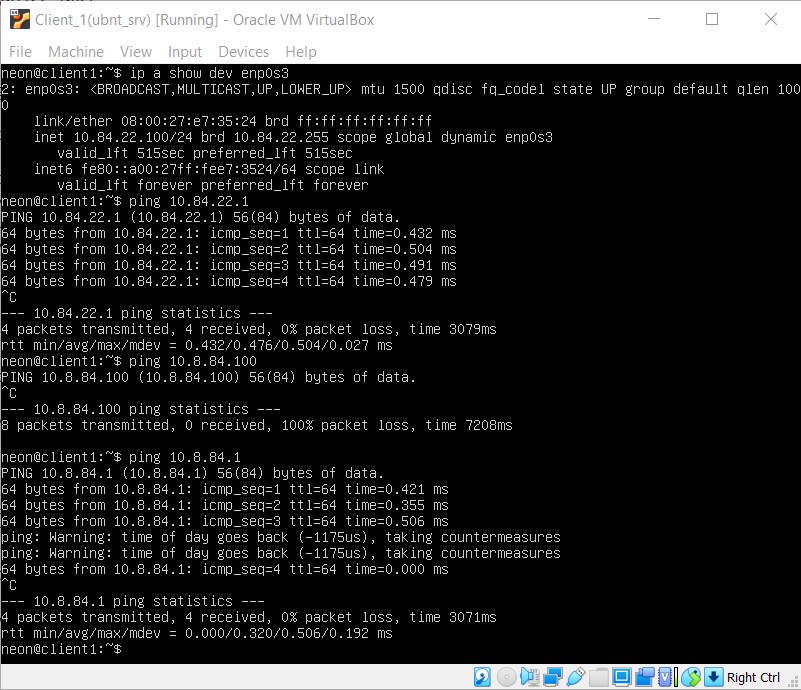 Client_1(ubnt_srv) [Running] - Oracle VM VirtualBox
File Machine View Input Devices Help
neon@client1:~$ ip a show dev enp0s3
2: enp0s3: <BROADCAST,MULTICAST,UP,LOWER_UP> mtu 1500 qdisc fq_codel state UP group default qlen 100
0
    link/ether 08:00:27:e7:35:24 brd ff:ff:ff:ff:ff:ff
    inet 10.84.22.100/24 brd 10.84.22.255 scope global dynamic enp0s3
       valid_lft 515sec preferred_lft 515sec
    inet6 fe80::a00:27ff:fee7:3524/64 scope link
       valid_lft forever preferred_lft forever
neon@client1:~$ ping 10.84.22.1
PING 10.84.22.1 (10.84.22.1) 56(84) bytes of data.
64 bytes from 10.84.22.1: icmp_seq=1 ttl=64 time=0.432 ms
64 bytes from 10.84.22.1: icmp_seq=2 ttl=64 time=0.504 ms
64 bytes from 10.84.22.1: icmp_seq=3 ttl=64 time=0.491 ms
64 bytes from 10.84.22.1: icmp_seq=4 ttl=64 time=0.479 ms
^C
--- 10.84.22.1 ping statistics ---
4 packets transmitted, 4 received, 0% packet loss, time 3079ms
rtt min/avg/max/mdev = 0.432/0.476/0.504/0.027 ms
neon@client1:~$ ping 10.8.84.100
PING 10.8.84.100 (10.8.84.100) 56(84) bytes of data.
^C
--- 10.8.84.100 ping statistics ---
8 packets transmitted, 0 received, 100% packet loss, time 7208ms
neon@client1:~$ ping 10.8.84.1
PING 10.8.84.1 (10.8.84.1) 56(84) bytes of data.
64 bytes from 10.8.84.1: icmp_seq=1 ttl=64 time=0.421 ms
64 bytes from 10.8.84.1: icmp_seq=2 ttl=64 time=0.355 ms
64 bytes from 10.8.84.1: icmp_seq=3 ttl=64 time=0.506 ms
ping: Warning: time of day goes back (-1175us), taking countermeasures
ping: Warning: time of day goes back (-1175us), taking countermeasures
64 bytes from 10.8.84.1: icmp_seq=4 ttl=64 time=0.000 ms
^C
--- 10.8.84.1 ping statistics ---
4 packets transmitted, 4 received, 0% packet loss, time 3071ms
rtt min/avg/max/mdev = 0.000/0.320/0.506/0.192 ms
neon@client1:~$
Right Ctrl